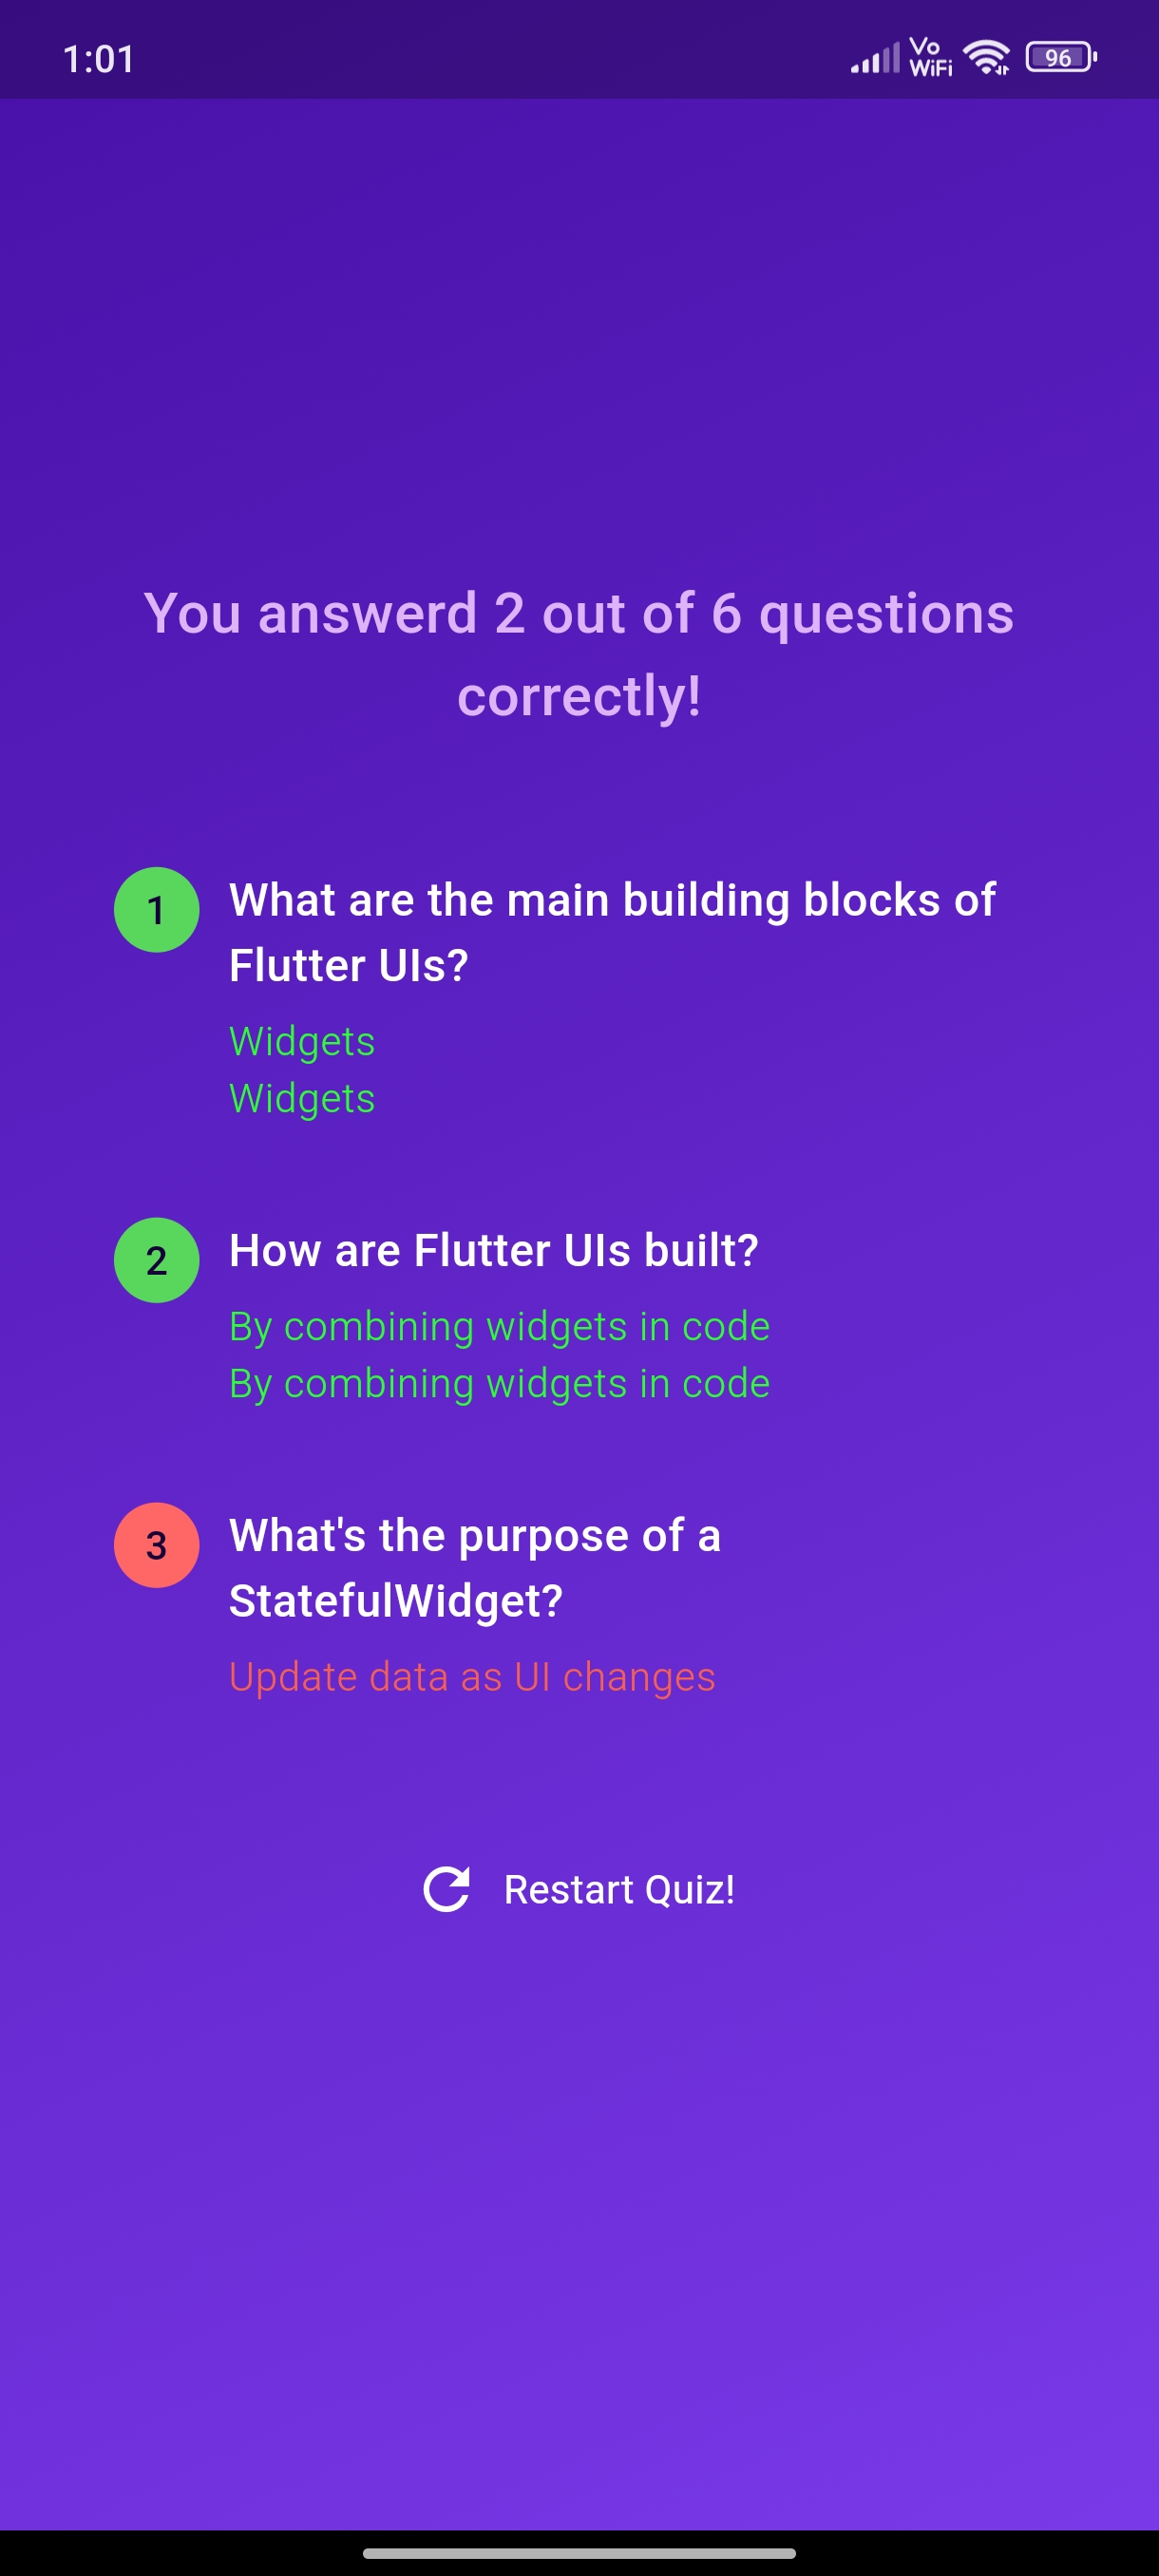 1:01
Vo
WiFi
96
You answerd 2 out of 6 questions
correctly!
1
What are the main building blocks of
Flutter UIs?
Widgets
Widgets
2
How are Flutter UIs built?
By combining widgets in code
By combining widgets in code
3
What's the purpose of a
StatefulWidget?
Update data as UI changes
Restart Quiz!